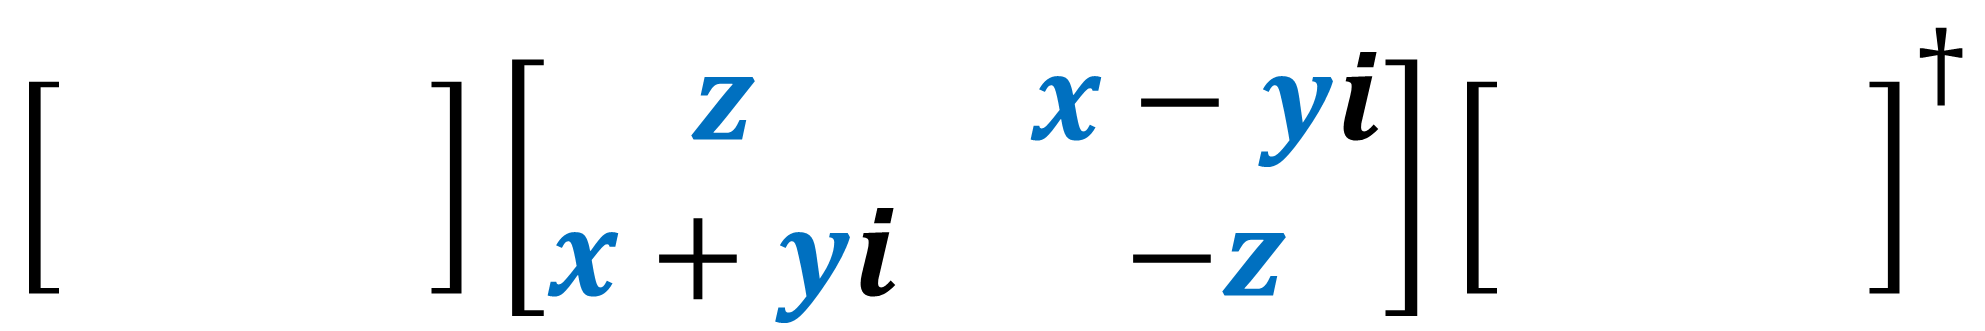 [ ] [ z x − yi ] [ ]†
x + yi −z